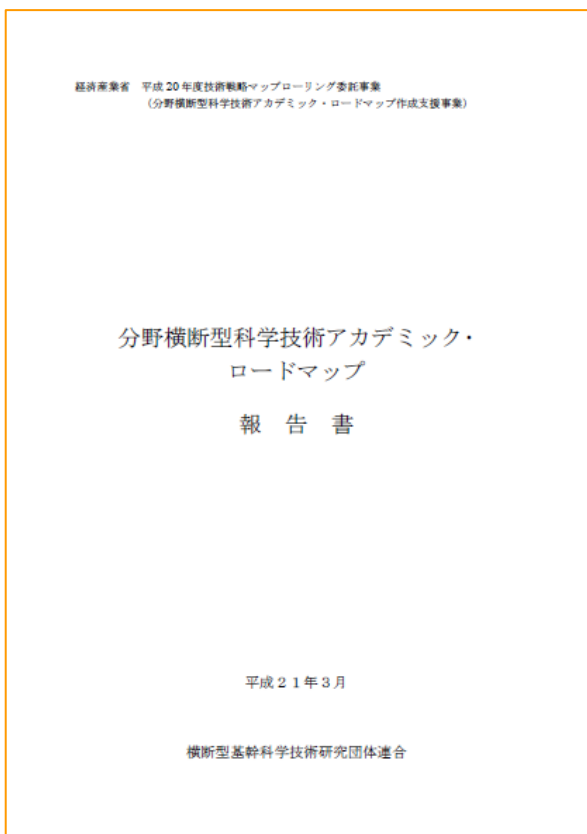 経済産業省 平成20年度技術戦略マップローリング委託事業
(分野横断型科学技術アカデミック・ロードマップ作成支援事業)
分野横断型科学技術アカデミック・
ロードマップ
報 告 書
平成21年3月
横断型基幹科学技術研究団体連合